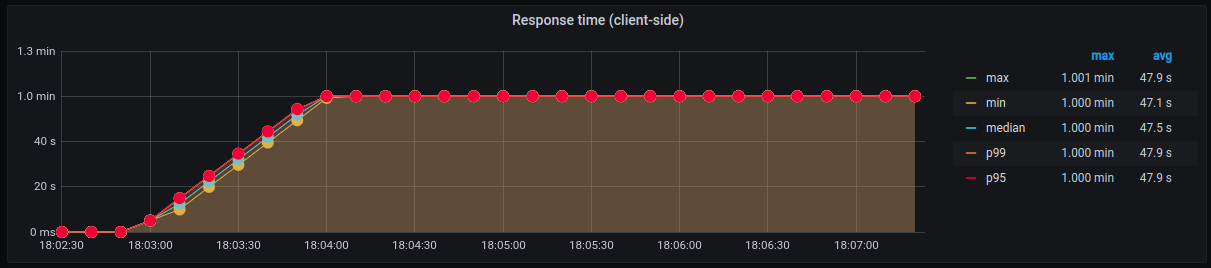 Response time (client-side)
1.3 min
1.0 min
40 s
20 s
0 ms
18:02:30 18:03:00 18:03:30 18:04:00 18:04:30 18:05:00 18:05:30 18:06:00 18:06:30 18:07:00
max avg
max 1.001 min 47.9 s
min 1.000 min 47.1 s
median 1.000 min 47.5 s
p99 1.000 min 47.9 s
p95 1.000 min 47.9 s